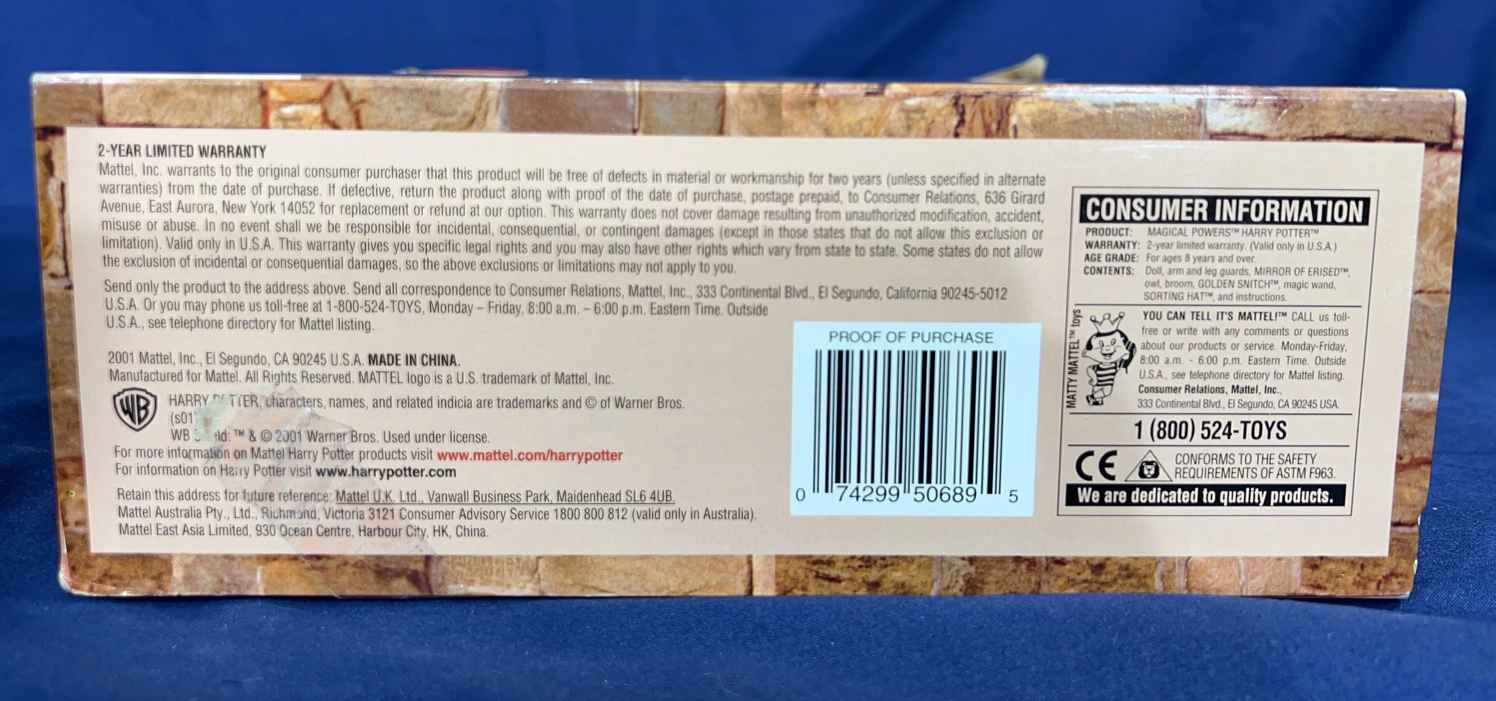 2-YEAR LIMITED WARRANTY
Mattel, Inc. warrants to the original consumer purchaser that this product will be free of defects in material or workmanship for two years (unless specified in alternate
warranties) from the date of purchase. If defective, return the product along with proof of the date of purchase, postage prepaid, to Consumer Relations, 636 Girard
Avenue, East Aurora, New York 14052 for replacement or refund at our option. This warranty does not cover damage resulting from unauthorized modification, accident,
misuse or abuse. In no event shall we be responsible for incidental, consequential, or contingent damages (except in those states that do not allow this exclusion or
limitation). Valid only in U.S.A. This warranty gives you specific legal rights and you may also have other rights which vary from state to state. Some states do not allow
the exclusion of incidental or consequential damages, so the above exclusions or limitations may not apply to you.
Send only the product to the address above. Send all correspondence to Consumer Relations, Mattel, Inc., 333 Continental Blvd., El Segundo, California 90245-5012
U.S.A. Or you may phone us toll-free at 1-800-524-TOYS, Monday – Friday, 8:00 a.m. – 6:00 p.m. Eastern Time. Outside
U.S.A., see telephone directory for Mattel listing.
2001 Mattel, Inc., El Segundo, CA 90245 U.S.A. MADE IN CHINA.
Manufactured for Mattel. All Rights Reserved. MATTEL logo is a U.S. trademark of Mattel, Inc.
WB
HARRY POTTER, characters, names, and related indicia are trademarks and © of Warner Bros.
(s01)
WB Shield: ™ & © 2001 Warner Bros. Used under license.
For more information on Mattel Harry Potter products visit www.mattel.com/harrypotter
For information on Harry Potter visit www.harrypotter.com
Retain this address for future reference: Mattel U.K. Ltd., Vanwall Business Park, Maidenhead SL6 4UB.
Mattel Australia Pty., Ltd., Richmond, Victoria 3121 Consumer Advisory Service 1800 800 812 (valid only in Australia).
Mattel East Asia Limited, 930 Ocean Centre, Harbour City, HK, China.
PROOF OF PURCHASE
0 74299 50689 5
CONSUMER INFORMATION
PRODUCT: MAGICAL POWERS™ HARRY POTTER™
WARRANTY: 2-year limited warranty. (Valid only in U.S.A.)
AGE GRADE: For ages 8 years and over.
CONTENTS: Doll, arm and leg guards, MIRROR OF ERISED™,
owl, broom, GOLDEN SNITCH™, magic wand,
SORTING HAT™, and instructions.
MATTY MATTEL™ toys
YOU CAN TELL IT'S MATTEL!™ CALL us toll-
free or write with any comments or questions
about our products or service. Monday-Friday,
8:00 a.m. - 6:00 p.m. Eastern Time. Outside
U.S.A., see telephone directory for Mattel listing.
Consumer Relations, Mattel, Inc.,
333 Continental Blvd., El Segundo, CA 90245 USA.
1 (800) 524-TOYS
CE
CONFORMS TO THE SAFETY
REQUIREMENTS OF ASTM F963.
We are dedicated to quality products.